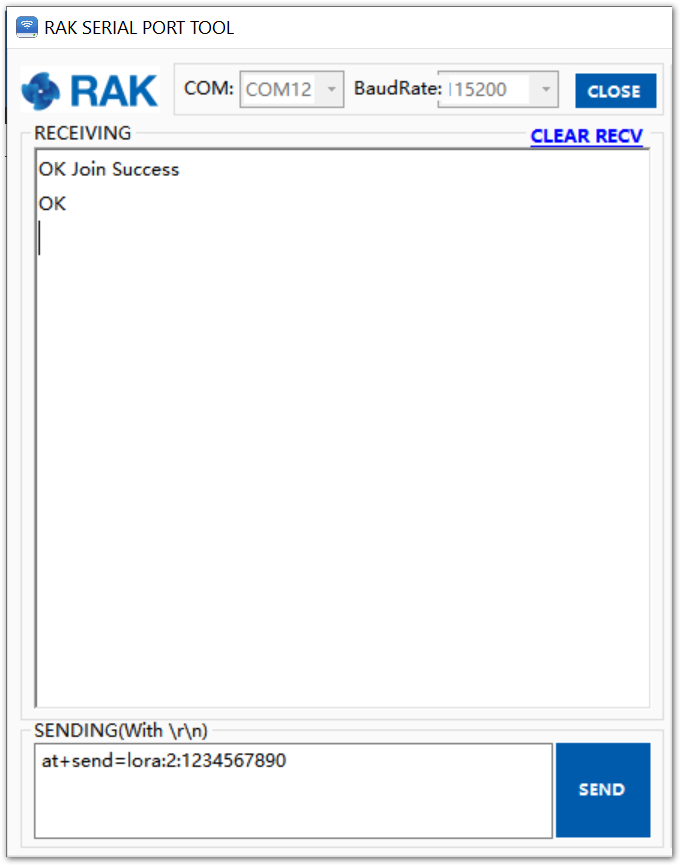 RAK SERIAL PORT TOOL
RAK COM: COM12 BaudRate: 115200 CLOSE
RECEIVING CLEAR RECV
OK Join Success
OK
SENDING(With \r\n)
at+send=lora:2:1234567890
SEND